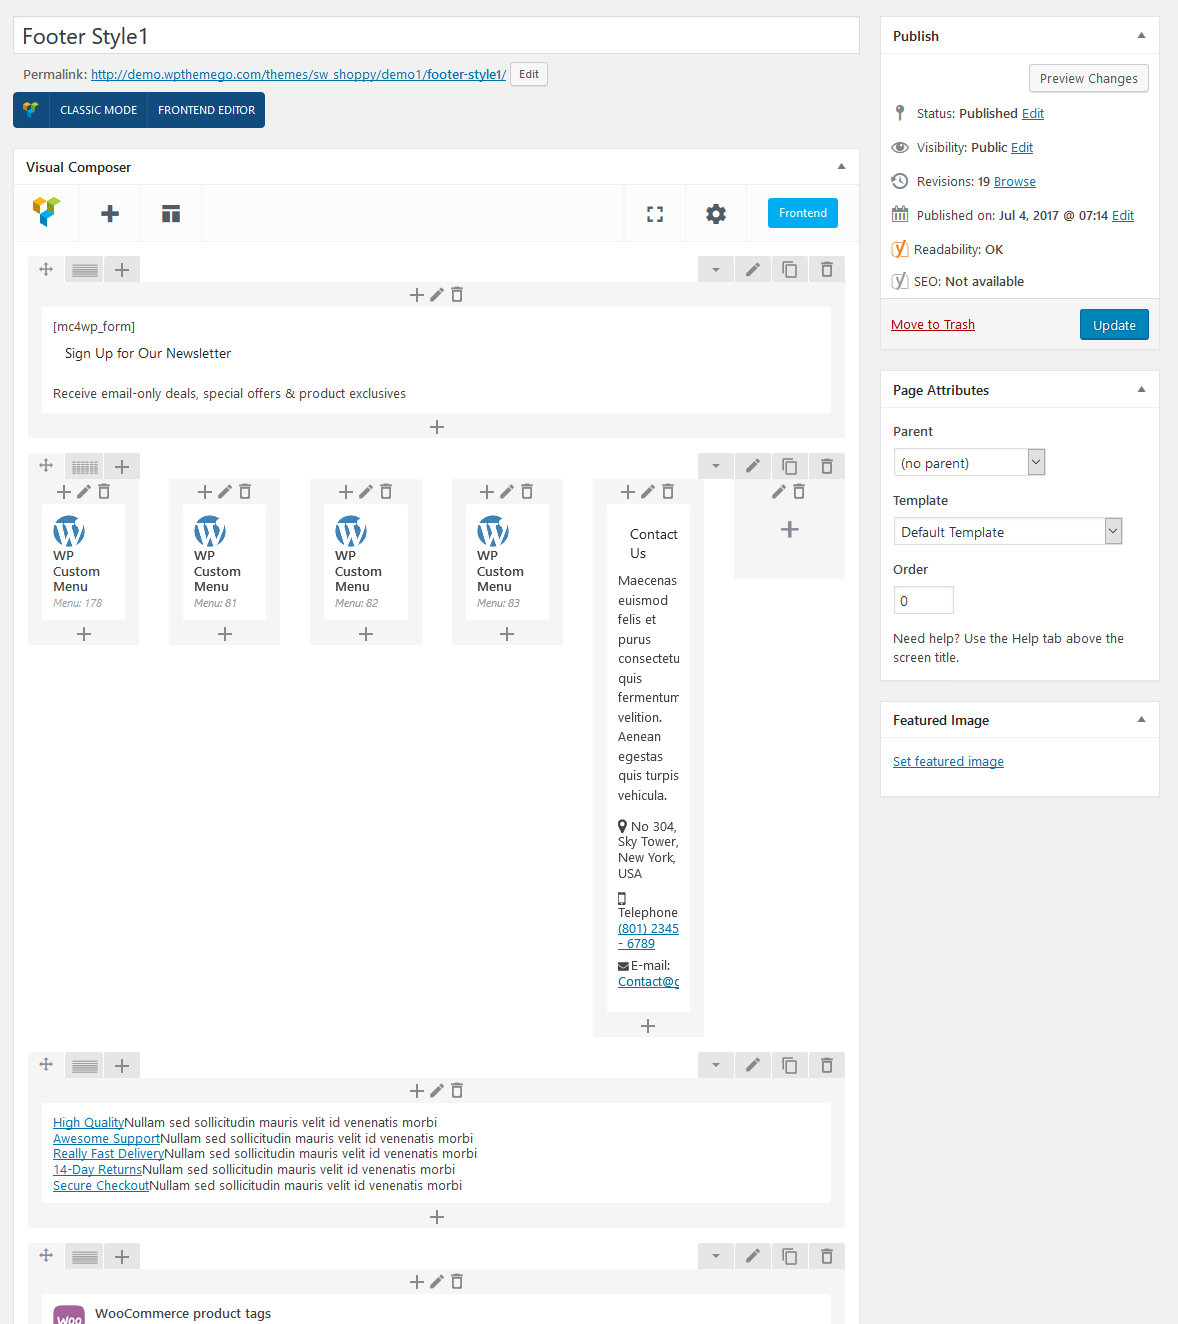 Footer Style1
Permalink: http://demo.wpthemego.com/themes/sw_shoppy/demo1/footer-style1/ Edit
CLASSIC MODE FRONTEND EDITOR
Visual Composer
Frontend
[mc4wp_form]
Sign Up for Our Newsletter
Receive email-only deals, special offers & product exclusives
WP
Custom
Menu
Menu: 178
WP
Custom
Menu
Menu: 81
WP
Custom
Menu
Menu: 82
WP
Custom
Menu
Menu: 83
Contact
Us
Maecenas
euismod
felis et
purus
consectetu
quis
fermentum
velition.
Aenean
egestas
quis turpis
vehicula.
No 304,
Sky Tower,
New York,
USA
Telephone
(801) 2345
- 6789
E-mail:
Contact@g
High QualityNullam sed sollicitudin mauris velit id venenatis morbi
Awesome SupportNullam sed sollicitudin mauris velit id venenatis morbi
Really Fast DeliveryNullam sed sollicitudin mauris velit id venenatis morbi
14-Day ReturnsNullam sed sollicitudin mauris velit id venenatis morbi
Secure CheckoutNullam sed sollicitudin mauris velit id venenatis morbi
Woo
WooCommerce product tags
Publish
Preview Changes
Status: Published Edit
Visibility: Public Edit
Revisions: 19 Browse
Published on: Jul 4, 2017 @ 07:14 Edit
Readability: OK
SEO: Not available
Move to Trash
Update
Page Attributes
Parent
(no parent)
Template
Default Template
Order
0
Need help? Use the Help tab above the
screen title.
Featured Image
Set featured image